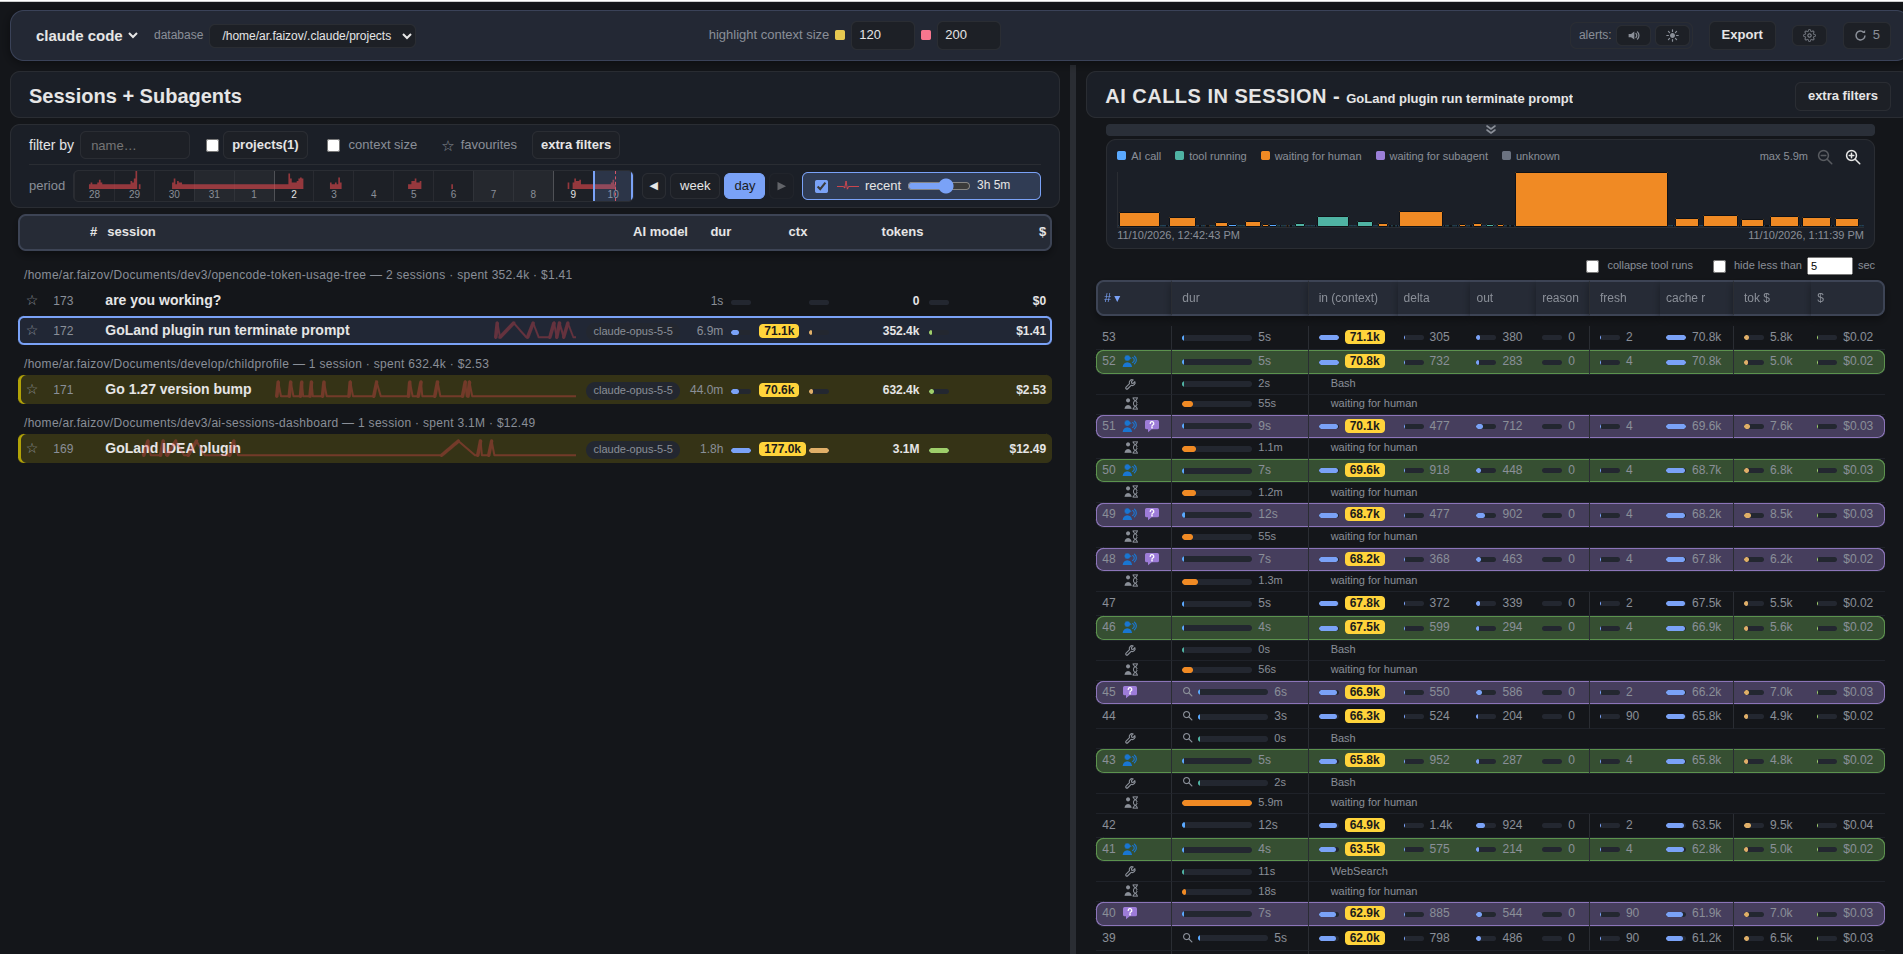 claude code database /home/ar.faizov/.claude/projects highlight context size 120 200 alerts: Export 5
Sessions + Subagents
filter by name… projects(1) context size ☆ favourites extra filters
period 28 29 30 31 1 2 3 4 5 6 7 8 9 10 ◀ week day ▶ recent 3h 5m
# session AI model dur ctx tokens $
/home/ar.faizov/Documents/dev3/opencode-token-usage-tree — 2 sessions · spent 352.4k · $1.41
☆ 173 are you working? 1s 0 $0
☆ 172 GoLand plugin run terminate prompt claude-opus-5-5 6.9m 71.1k 352.4k $1.41
/home/ar.faizov/Documents/develop/childprofile — 1 session · spent 632.4k · $2.53
☆ 171 Go 1.27 version bump claude-opus-5-5 44.0m 70.6k 632.4k $2.53
/home/ar.faizov/Documents/dev3/ai-sessions-dashboard — 1 session · spent 3.1M · $12.49
☆ 169 GoLand IDEA plugin claude-opus-5-5 1.8h 177.0k 3.1M $12.49
AI CALLS IN SESSION - GoLand plugin run terminate prompt extra filters
AI call tool running waiting for human waiting for subagent unknown max 5.9m
11/10/2026, 12:42:43 PM 11/10/2026, 1:11:39 PM
collapse tool runs hide less than 5 sec
# ▾ dur in (context) delta out reason fresh cache r tok $ $
53 5s 71.1k 305 380 0 2 70.8k 5.8k $0.02
52 5s 70.8k 732 283 0 4 70.8k 5.0k $0.02
2s Bash
55s waiting for human
51 9s 70.1k 477 712 0 4 69.6k 7.6k $0.03
1.1m waiting for human
50 7s 69.6k 918 448 0 4 68.7k 6.8k $0.03
1.2m waiting for human
49 12s 68.7k 477 902 0 4 68.2k 8.5k $0.03
55s waiting for human
48 7s 68.2k 368 463 0 4 67.8k 6.2k $0.02
1.3m waiting for human
47 5s 67.8k 372 339 0 2 67.5k 5.5k $0.02
46 4s 67.5k 599 294 0 4 66.9k 5.6k $0.02
0s Bash
56s waiting for human
45 6s 66.9k 550 586 0 2 66.2k 7.0k $0.03
44 3s 66.3k 524 204 0 90 65.8k 4.9k $0.02
0s Bash
43 5s 65.8k 952 287 0 4 65.8k 4.8k $0.02
2s Bash
5.9m waiting for human
42 12s 64.9k 1.4k 924 0 2 63.5k 9.5k $0.04
41 4s 63.5k 575 214 0 4 62.8k 5.0k $0.02
11s WebSearch
18s waiting for human
40 7s 62.9k 885 544 0 90 61.9k 7.0k $0.03
39 5s 62.0k 798 486 0 90 61.2k 6.5k $0.03